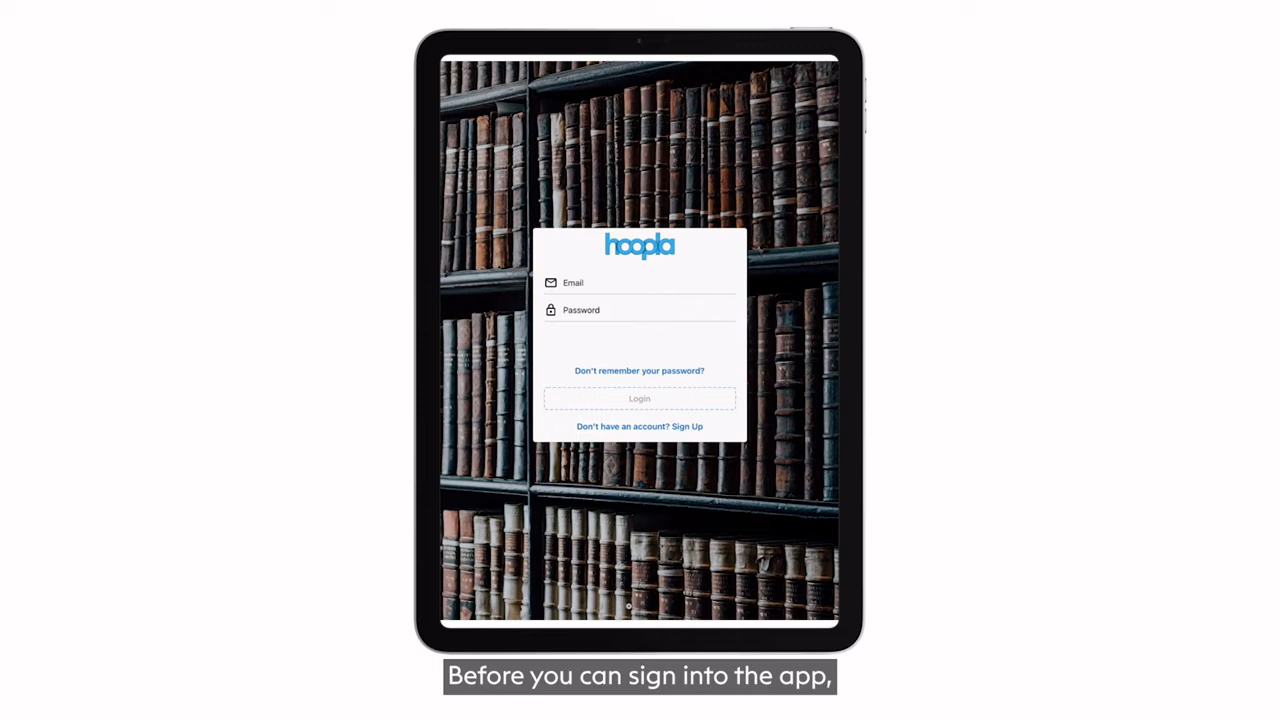 hoopla
Email
Password
Don't remember your password?
Login
Don't have an account? Sign Up
Before you can sign into the app,